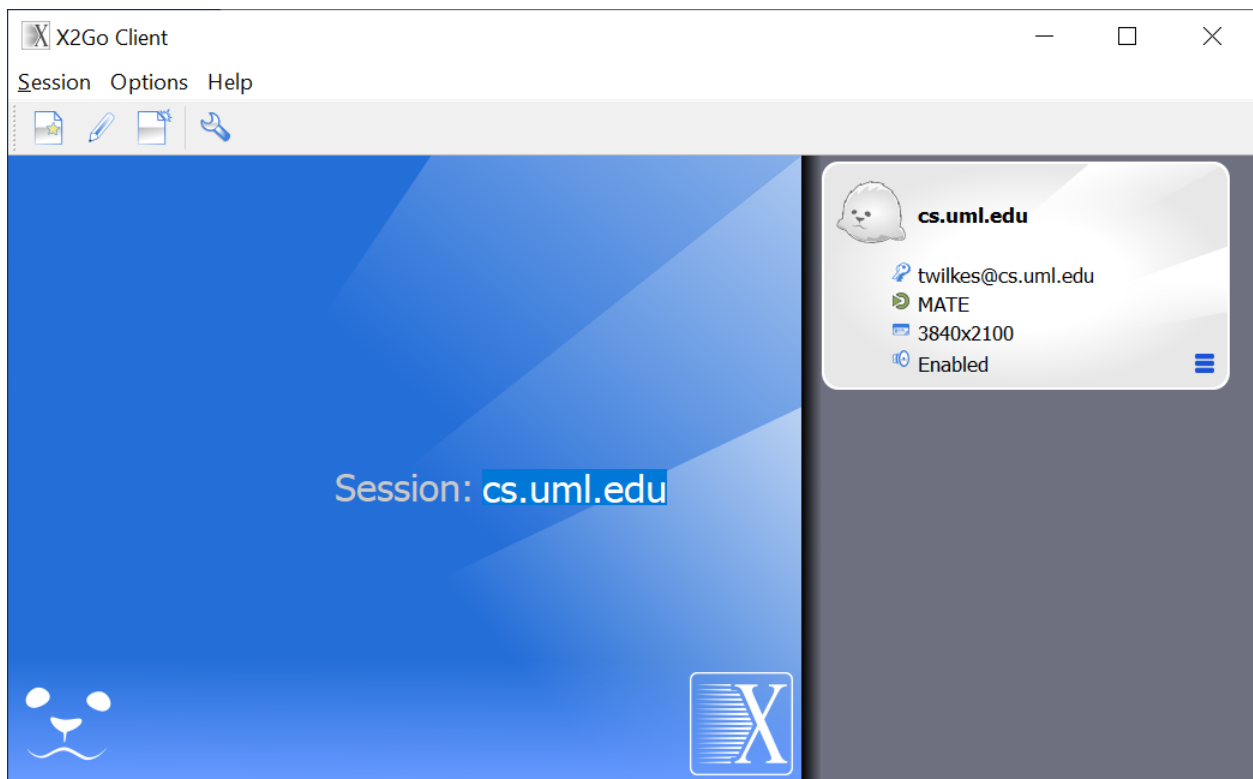 X2Go Client
Session Options Help
Session: cs.uml.edu
cs.uml.edu
twilkes@cs.uml.edu
MATE
3840x2100
Enabled
X